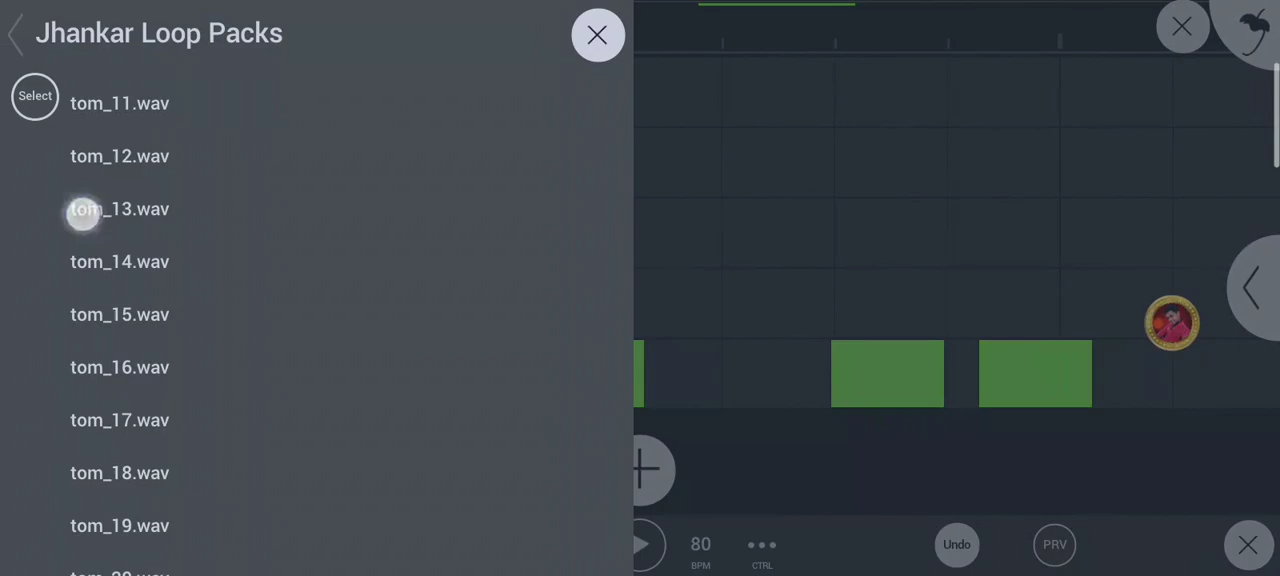 Jhankar Loop Packs
Select
tom_11.wav
tom_12.wav
tom_13.wav
tom_14.wav
tom_15.wav
tom_16.wav
tom_17.wav
tom_18.wav
tom_19.wav
80
BPM
CTRL
Undo
PRV